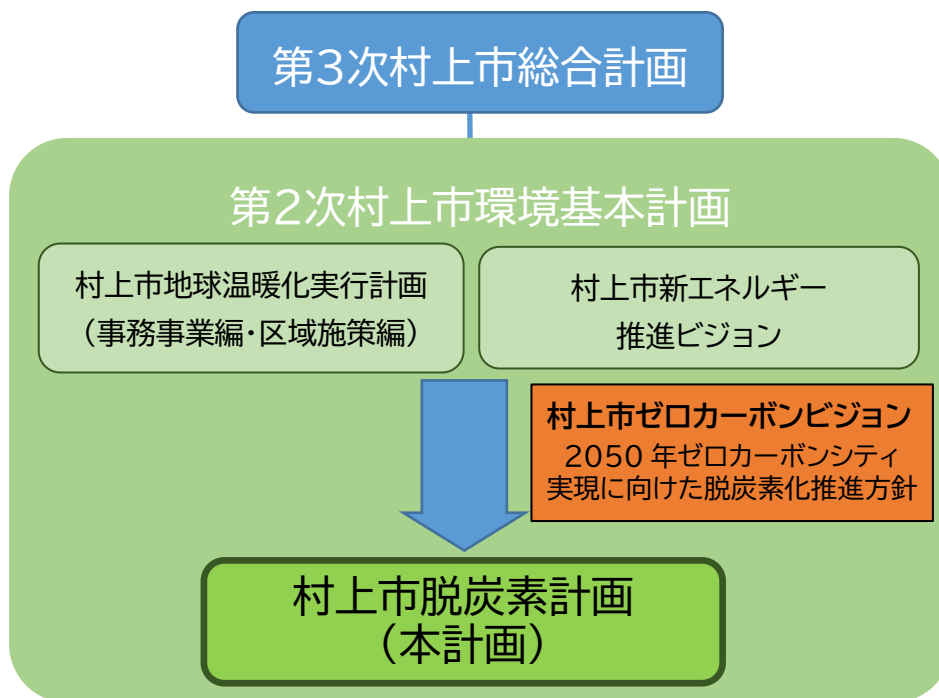 第3次村上市総合計画
第2次村上市環境基本計画
村上市地球温暖化実行計画
（事務事業編・区域施策編）
村上市新エネルギー
推進ビジョン
村上市ゼロカーボンビジョン
2050 年ゼロカーボンシティ
実現に向けた脱炭素化推進方針
村上市脱炭素計画
（本計画）